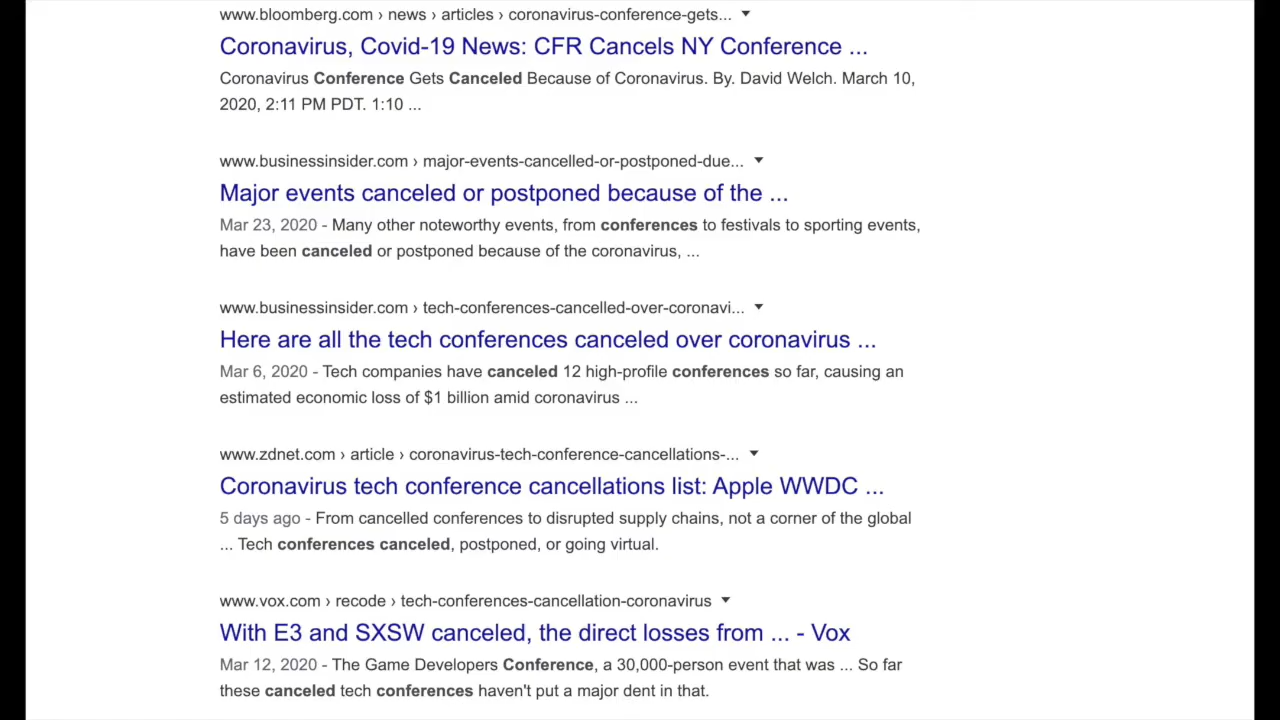 www.bloomberg.com › news › articles › coronavirus-conference-gets...
Coronavirus, Covid-19 News: CFR Cancels NY Conference ...
Coronavirus Conference Gets Canceled Because of Coronavirus. By. David Welch. March 10,
2020, 2:11 PM PDT. 1:10 ...
www.businessinsider.com › major-events-cancelled-or-postponed-due...
Major events canceled or postponed because of the ...
Mar 23, 2020 - Many other noteworthy events, from conferences to festivals to sporting events,
have been canceled or postponed because of the coronavirus, ...
www.businessinsider.com › tech-conferences-cancelled-over-coronavi...
Here are all the tech conferences canceled over coronavirus ...
Mar 6, 2020 - Tech companies have canceled 12 high-profile conferences so far, causing an
estimated economic loss of $1 billion amid coronavirus ...
www.zdnet.com › article › coronavirus-tech-conference-cancellations-...
Coronavirus tech conference cancellations list: Apple WWDC ...
5 days ago - From cancelled conferences to disrupted supply chains, not a corner of the global
... Tech conferences canceled, postponed, or going virtual.
www.vox.com › recode › tech-conferences-cancellation-coronavirus
With E3 and SXSW canceled, the direct losses from ... - Vox
Mar 12, 2020 - The Game Developers Conference, a 30,000-person event that was ... So far
these canceled tech conferences haven't put a major dent in that.